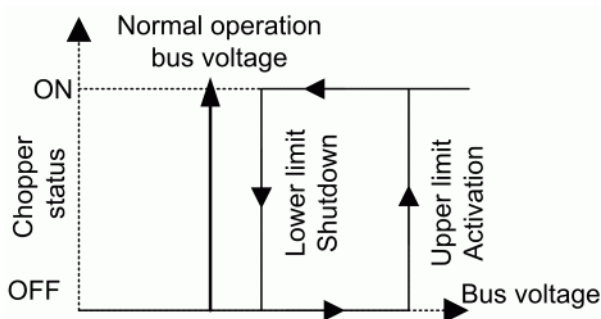 Normal operation
bus voltage
ON
Chopper
status
Lower limit
Shutdown
Upper limit
Activation
OFF
Bus voltage